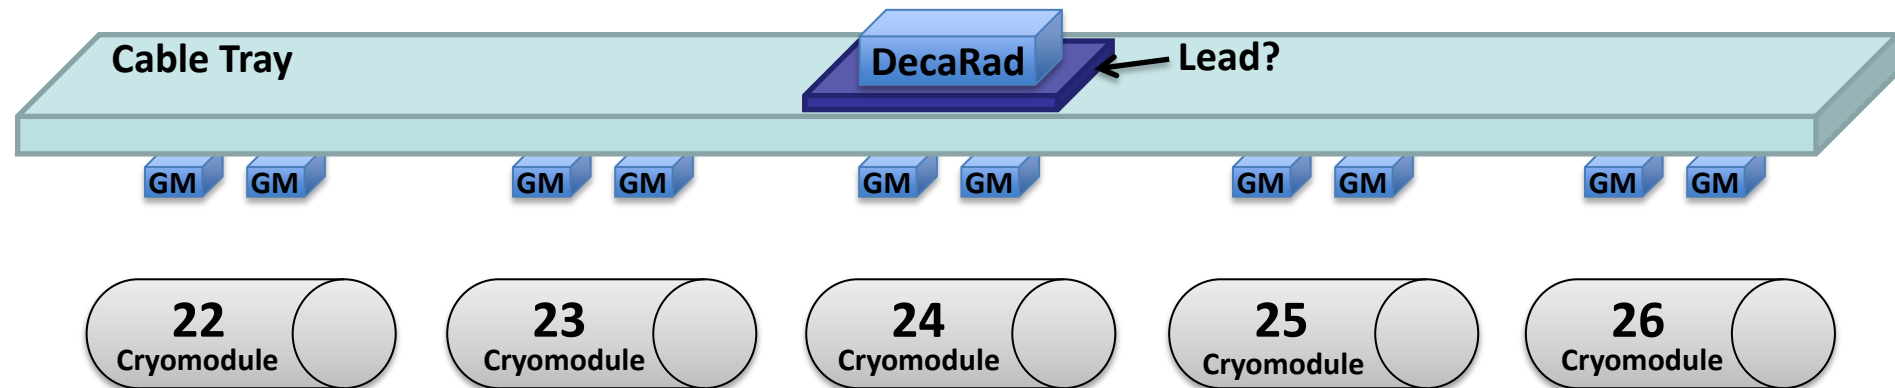 Cable Tray
DecaRad
Lead?
GM GM GM GM GM GM GM GM GM GM
22 23 24 25 26
Cryomodule Cryomodule Cryomodule Cryomodule Cryomodule